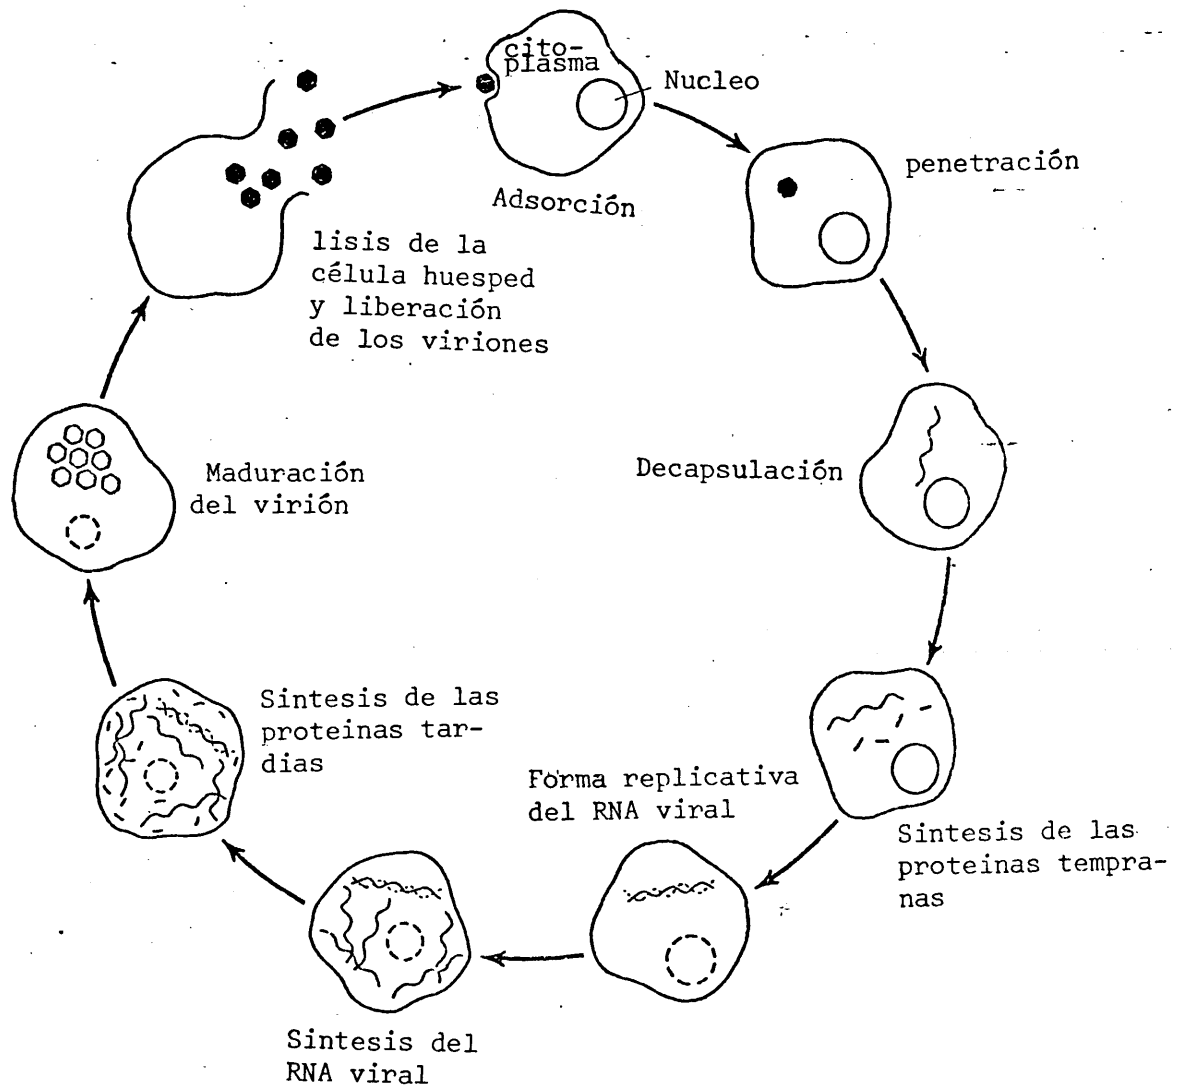 cito-
plasma
Nucleo
Adsorción
penetración
Decapsulación
Sintesis de las
proteinas tempra-
nas
Forma replicativa
del RNA viral
Sintesis del
RNA viral
Sintesis de las
proteinas tar-
dias
Maduración
del virión
lisis de la
célula huesped
y liberación
de los viriones